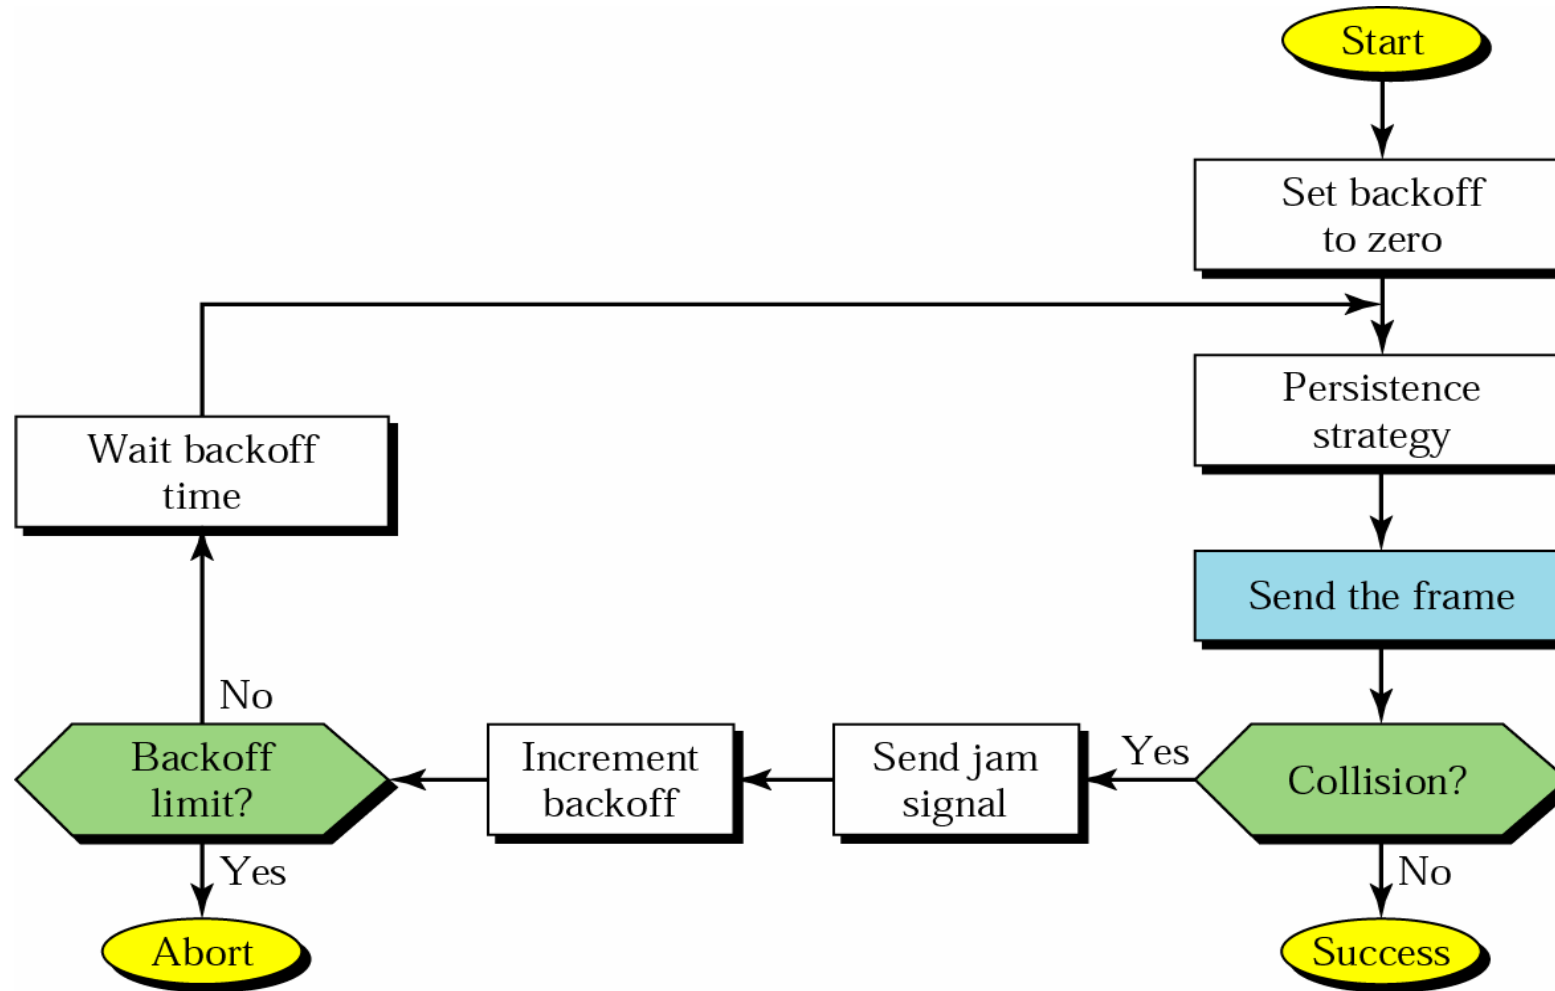 Start
Set backoff
to zero
Persistence
strategy
Wait backoff
time
Send the frame
No
Backoff
limit?
Increment
backoff
Send jam
signal
Yes
Collision?
Yes
No
Abort
Success